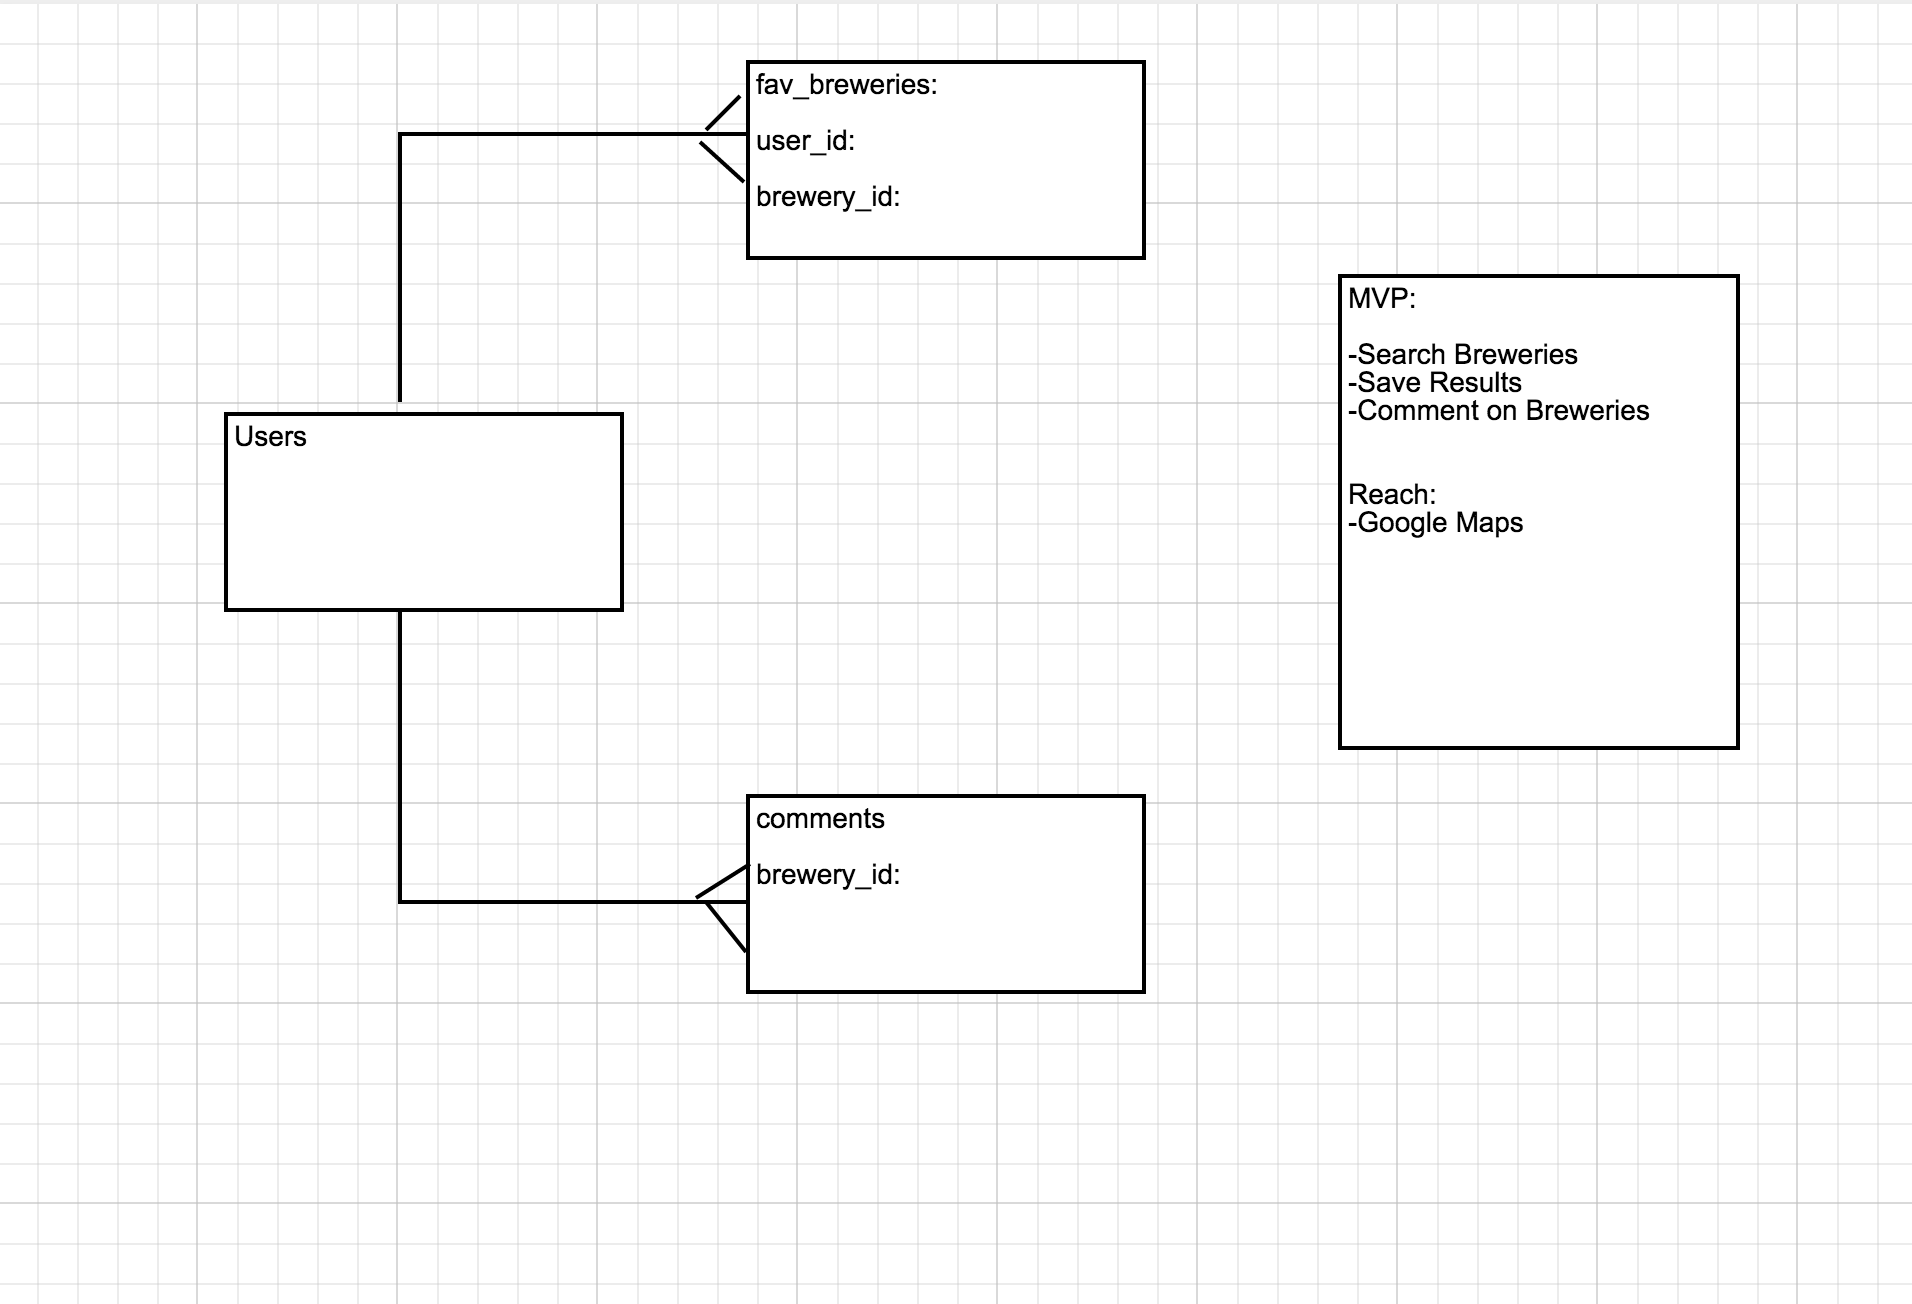 fav_breweries:
user_id:
brewery_id:
MVP:
-Search Breweries
-Save Results
-Comment on Breweries
Reach:
-Google Maps
Users
comments
brewery_id: